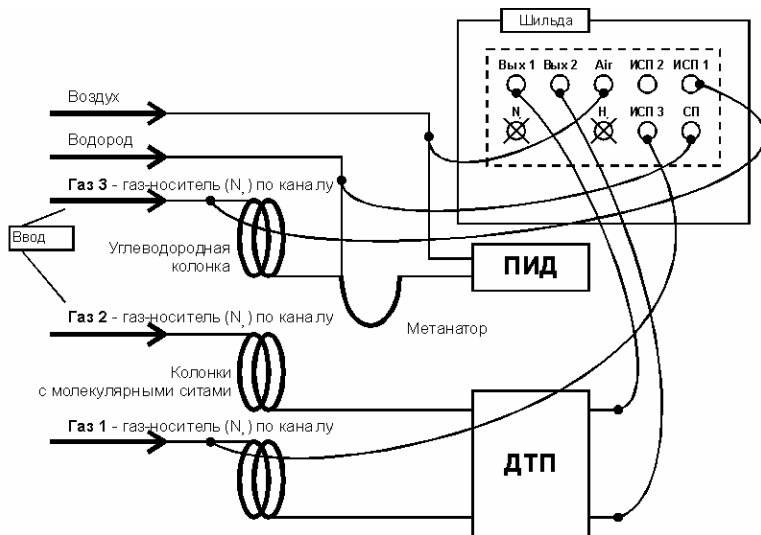 Шильда
Вых 1 Вых 2 Air ИСП 2 ИСП 1
N₂ H₂ ИСП 3 СП
Воздух
Водород
Газ 3 - газ-носитель (N₂) по каналу
Ввод
Углеводородная
колонка
ПИД
Метанатор
Газ 2 - газ-носитель (N₂) по каналу
Колонки
с молекулярными ситами
Газ 1 - газ-носитель (N₂) по каналу
ДТП